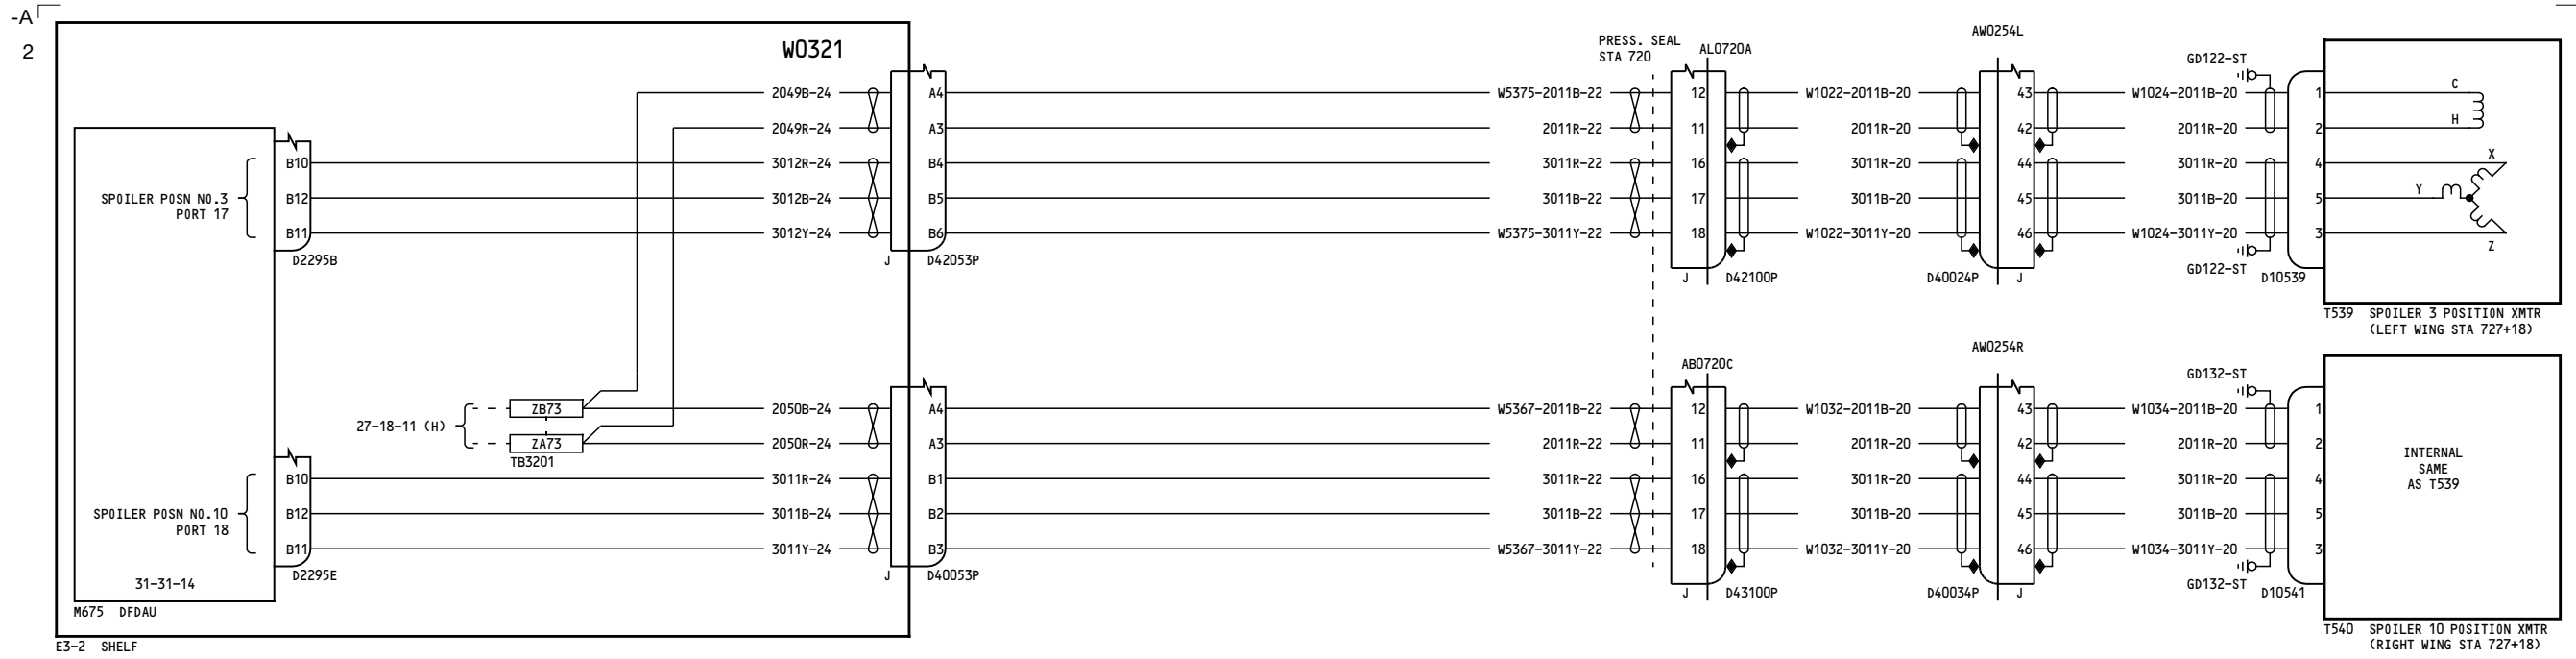 -A
2
W0321
PRESS. SEAL
STA 720
AL0720A
AW0254L
GD122-ST
2049B-24 A4 W5375-2011B-22 12 W1022-2011B-20 43 W1024-2011B-20 1 C
2049R-24 A3 2011R-22 11 2011R-20 42 2011R-20 2 H
B10 3012R-24 B4 3011R-22 16 3011R-20 44 3011R-20 4 X
SPOILER POSN NO.3
PORT 17
B12 3012B-24 B5 3011B-22 17 3011B-20 45 3011B-20 5 Y
B11 3012Y-24 B6 W5375-3011Y-22 18 W1022-3011Y-20 46 W1024-3011Y-20 3 Z
D2295B J D42053P J D42100P D40024P J GD122-ST D10539
T539 SPOILER 3 POSITION XMTR
(LEFT WING STA 727+18)
AB0720C
AW0254R
GD132-ST
27-18-11 (H)
ZB73 2050B-24 A4 W5367-2011B-22 12 W1032-2011B-20 43 W1034-2011B-20 1
ZA73 2050R-24 A3 2011R-22 11 2011R-20 42 2011R-20 2
TB3201
B10 3011R-24 B1 3011R-22 16 3011R-20 44 3011R-20 4
SPOILER POSN NO.10
PORT 18
B12 3011B-24 B2 3011B-22 17 3011B-20 45 3011B-20 5
B11 3011Y-24 B3 W5367-3011Y-22 18 W1032-3011Y-20 46 W1034-3011Y-20 3
INTERNAL
SAME
AS T539
D2295E J D40053P J D43100P D40034P J GD132-ST D10541
31-31-14
M675 DFDAU
E3-2 SHELF
T540 SPOILER 10 POSITION XMTR
(RIGHT WING STA 727+18)